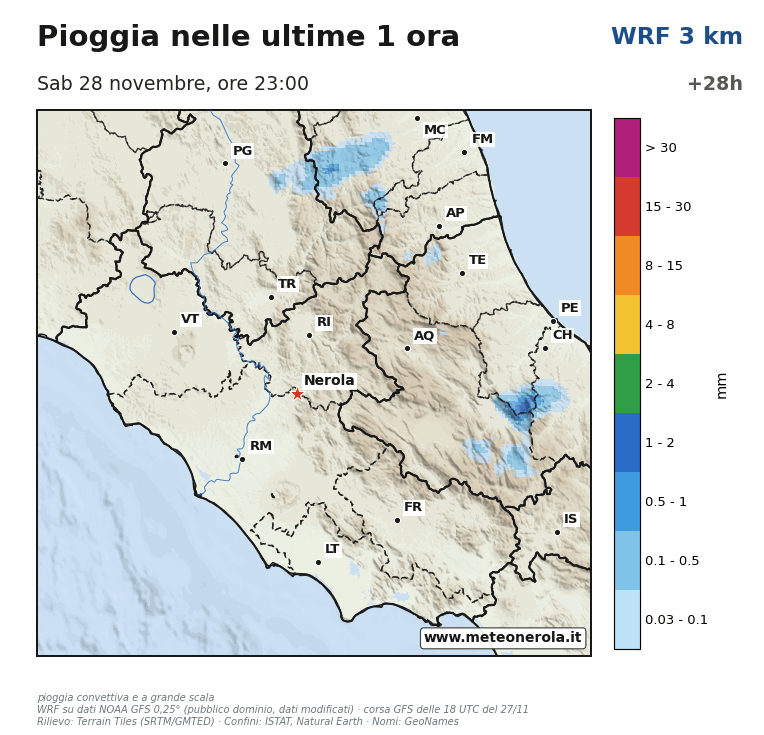 Pioggia nelle ultime 1 ora
WRF 3 km
Sab 28 novembre, ore 23:00
+28h
MC
FM
PG
AP
TE
TR
PE
VT
RI
AQ
CH
Nerola
RM
FR
IS
LT
www.meteonerola.it
> 30
15 - 30
8 - 15
4 - 8
2 - 4
1 - 2
0.5 - 1
0.1 - 0.5
0.03 - 0.1
mm
pioggia convettiva e a grande scala
WRF su dati NOAA GFS 0,25° (pubblico dominio, dati modificati) · corsa GFS delle 18 UTC del 27/11
Rilievo: Terrain Tiles (SRTM/GMTED) · Confini: ISTAT, Natural Earth · Nomi: GeoNames